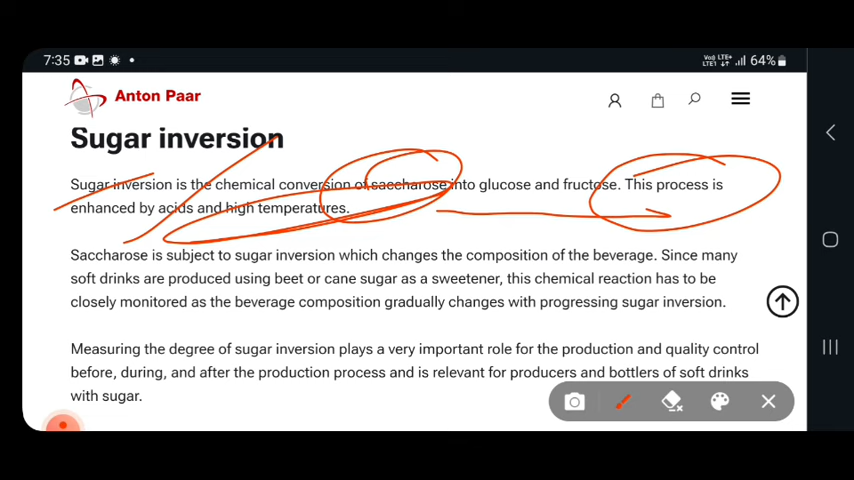 7:35
Vo) LTE+
LTE1 64%
Anton Paar
Sugar inversion
Sugar inversion is the chemical conversion of saccharose into glucose and fructose. This process is
enhanced by acids and high temperatures.
Saccharose is subject to sugar inversion which changes the composition of the beverage. Since many
soft drinks are produced using beet or cane sugar as a sweetener, this chemical reaction has to be
closely monitored as the beverage composition gradually changes with progressing sugar inversion.
Measuring the degree of sugar inversion plays a very important role for the production and quality control
before, during, and after the production process and is relevant for producers and bottlers of soft drinks
with sugar.